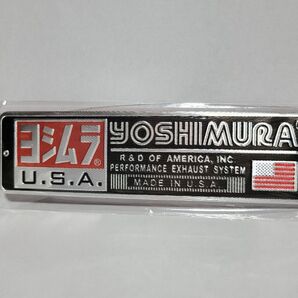 ヨシムラ®
U.S.A.
YOSHIMURA
R & D OF AMERICA, INC
PERFORMANCE EXHAUST SYSTEM
MADE IN U.S.A.